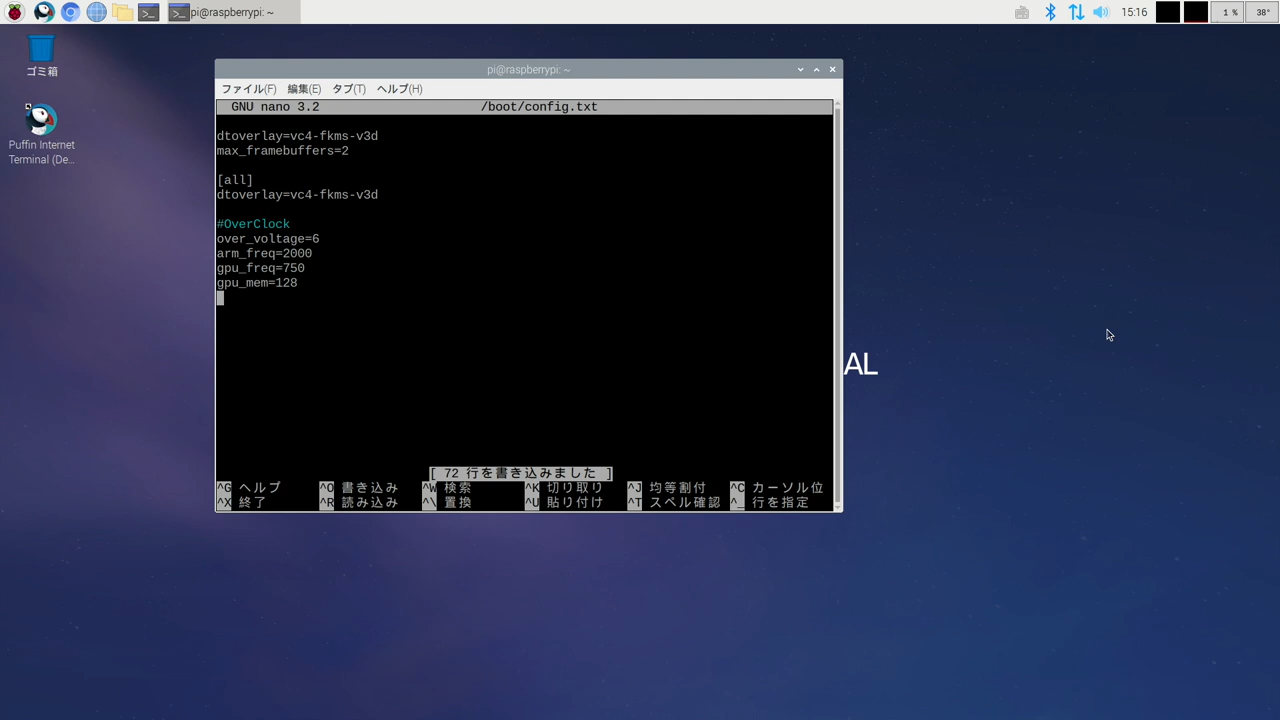 pi@raspberrypi: ~
15:16
1 %
38°
ゴミ箱
Puffin Internet
Terminal (De...
pi@raspberrypi: ~
ファイル(F) 編集(E) タブ(T) ヘルプ(H)
GNU nano 3.2 /boot/config.txt
dtoverlay=vc4-fkms-v3d
max_framebuffers=2
[all]
dtoverlay=vc4-fkms-v3d
#OverClock
over_voltage=6
arm_freq=2000
gpu_freq=750
gpu_mem=128
AL
[ 72 行を書き込みました ]
^G ヘルプ ^O 書き込み ^W 検索 ^K 切り取り ^J 均等割付 ^C カーソル位
^X 終了 ^R 読み込み ^\ 置換 ^U 貼り付け ^T スペル確認 ^_ 行を指定